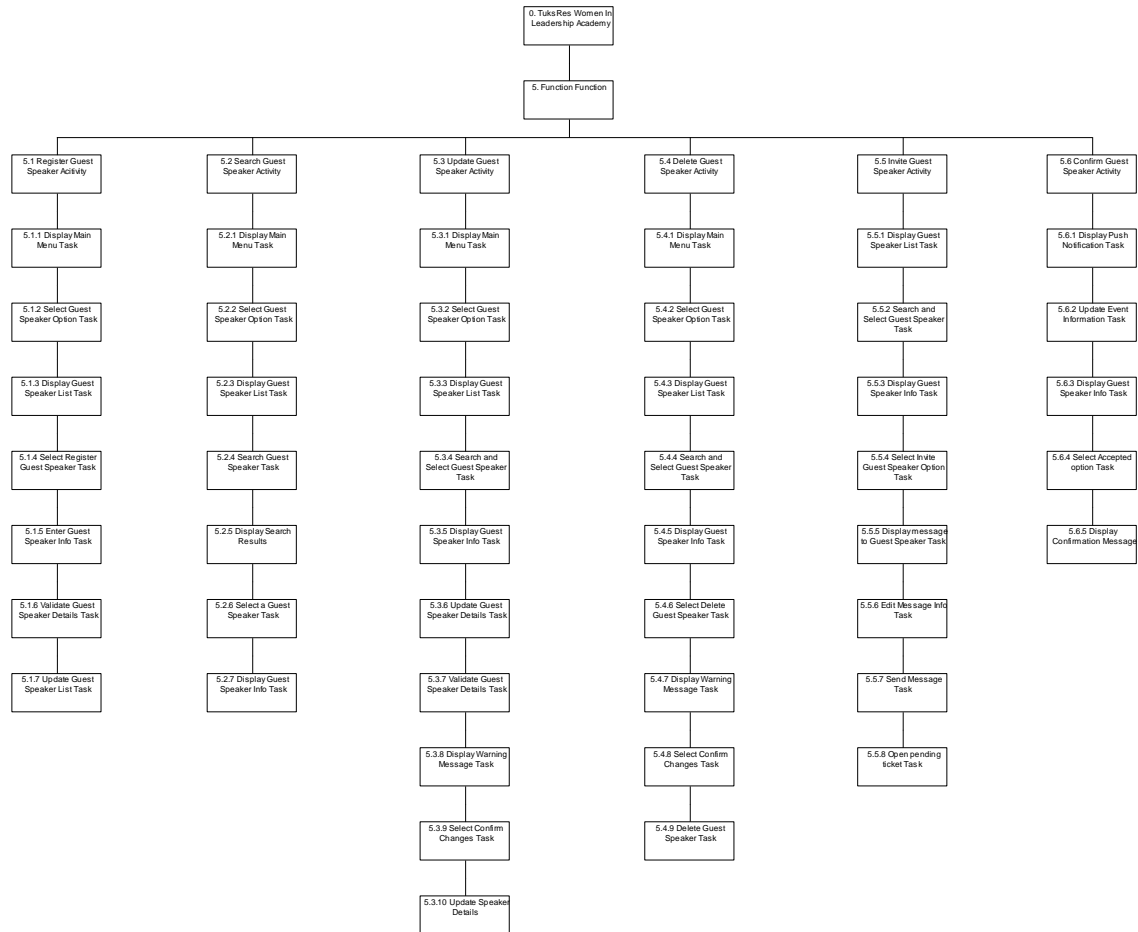 0. TuksRes Women In
Leadership Academy
5. Function Function
5.1 Register Guest
Speaker Acitivity
5.2 Search Guest
Speaker Activity
5.3 Update Guest
Speaker Activity
5.4 Delete Guest
Speaker Activity
5.5 Invite Guest
Speaker Activity
5.6 Confirm Guest
Speaker Activity
5.1.1 Display Main
Menu Task
5.2.1 Display Main
Menu Task
5.3.1 Display Main
Menu Task
5.4.1 Display Main
Menu Task
5.5.1 Display Guest
Speaker List Task
5.6.1 Display Push
Notification Task
5.1.2 Select Guest
Speaker Option Task
5.2.2 Select Guest
Speaker Option Task
5.3.2 Select Guest
Speaker Option Task
5.4.2 Select Guest
Speaker Option Task
5.5.2 Search and
Select Guest Speaker
Task
5.6.2 Update Event
Information Task
5.1.3 Display Guest
Speaker List Task
5.2.3 Display Guest
Speaker List Task
5.3.3 Display Guest
Speaker List Task
5.4.3 Display Guest
Speaker List Task
5.5.3 Display Guest
Speaker Info Task
5.6.3 Display Guest
Speaker Info Task
5.1.4 Select Register
Guest Speaker Task
5.2.4 Search Guest
Speaker Task
5.3.4 Search and
Select Guest Speaker
Task
5.4.4 Search and
Select Guest Speaker
Task
5.5.4 Select Invite
Guest Speaker Option
Task
5.6.4 Select Accepted
option Task
5.1.5 Enter Guest
Speaker Info Task
5.2.5 Display Search
Results
5.3.5 Display Guest
Speaker Info Task
5.4.5 Display Guest
Speaker Info Task
5.5.5 Display message
to Guest Speaker Task
5.6.5 Display
Confirmation Message
5.1.6 Validate Guest
Speaker Details Task
5.2.6 Select a Guest
Speaker Task
5.3.6 Update Guest
Speaker Details Task
5.4.6 Select Delete
Guest Speaker Task
5.5.6 Edit Message Info
Task
5.1.7 Update Guest
Speaker List Task
5.2.7 Display Guest
Speaker Info Task
5.3.7 Validate Guest
Speaker Details Task
5.4.7 Display Warning
Message Task
5.5.7 Send Message
Task
5.3.8 Display Warning
Message Task
5.4.8 Select Confirm
Changes Task
5.5.8 Open pending
ticket Task
5.3.9 Select Confirm
Changes Task
5.4.9 Delete Guest
Speaker Task
5.3.10 Update Speaker
Details